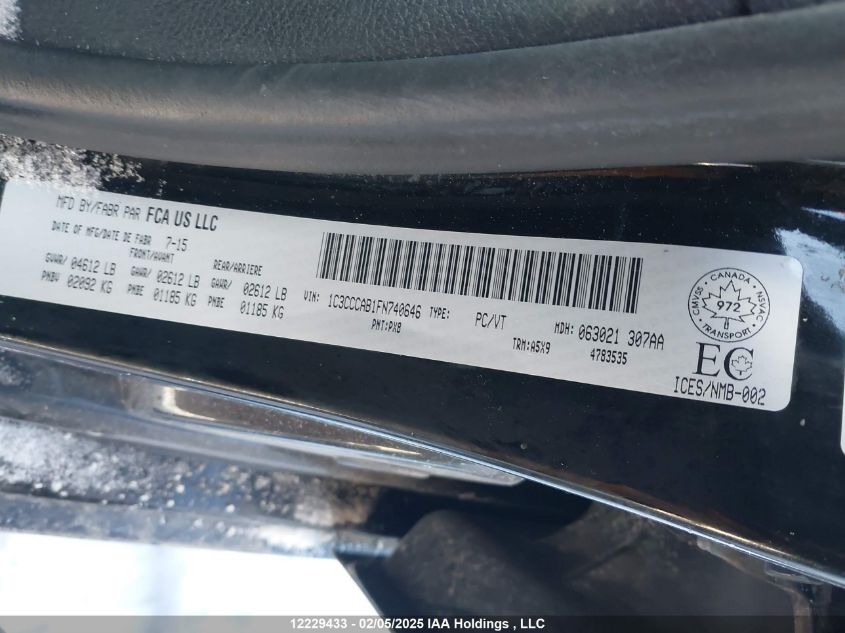 MFD BY/FABR PAR FCA US LLC
DATE OF MFG/DATE DE FABR 7-15
FRONT/AVANT REAR/ARRIERE
GVWR/ 04612 LB GAWR/ 02612 LB GAWR/ 02612 LB
PNBV 02092 KG PNBE 01185 KG PNBE 01185 KG
VIN: 1C3CCCAB1FN740646 TYPE: PC/VT MDH: 063021 307AA
PNT:PX8 TRM:A5X9 4783535
CMVSS CANADA NSVAC
972
TRANSPORT
EC
ICES/NMB-002
12229433 - 02/05/2025 IAA Holdings , LLC